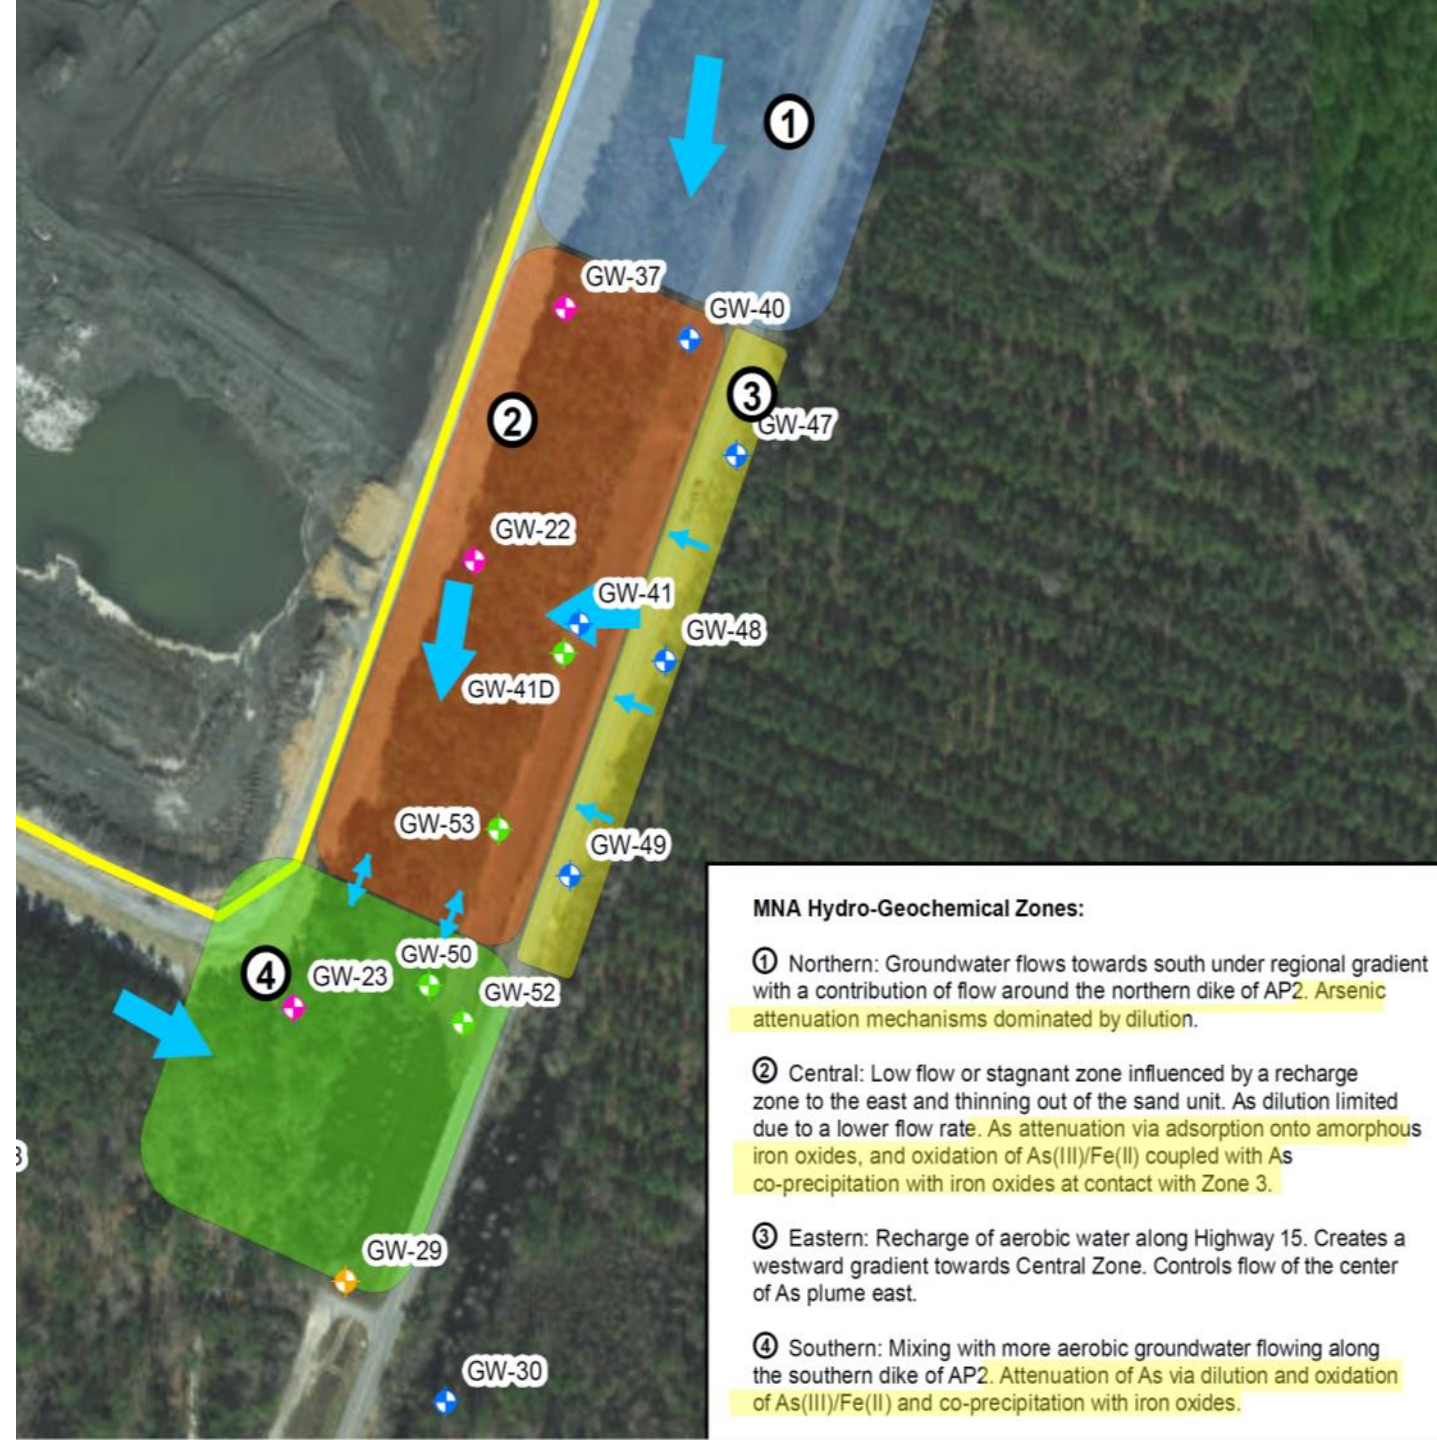 1
GW-37
GW-40
3
GW-47
2
GW-22
GW-41
GW-48
GW-41D
GW-53
GW-49
GW-50
4
GW-23
GW-52
GW-29
GW-30
MNA Hydro-Geochemical Zones:
1 Northern: Groundwater flows towards south under regional gradient
with a contribution of flow around the northern dike of AP2. Arsenic
attenuation mechanisms dominated by dilution.
2 Central: Low flow or stagnant zone influenced by a recharge
zone to the east and thinning out of the sand unit. As dilution limited
due to a lower flow rate. As attenuation via adsorption onto amorphous
iron oxides, and oxidation of As(III)/Fe(II) coupled with As
co-precipitation with iron oxides at contact with Zone 3.
3 Eastern: Recharge of aerobic water along Highway 15. Creates a
westward gradient towards Central Zone. Controls flow of the center
of As plume east.
4 Southern: Mixing with more aerobic groundwater flowing along
the southern dike of AP2. Attenuation of As via dilution and oxidation
of As(III)/Fe(II) and co-precipitation with iron oxides.